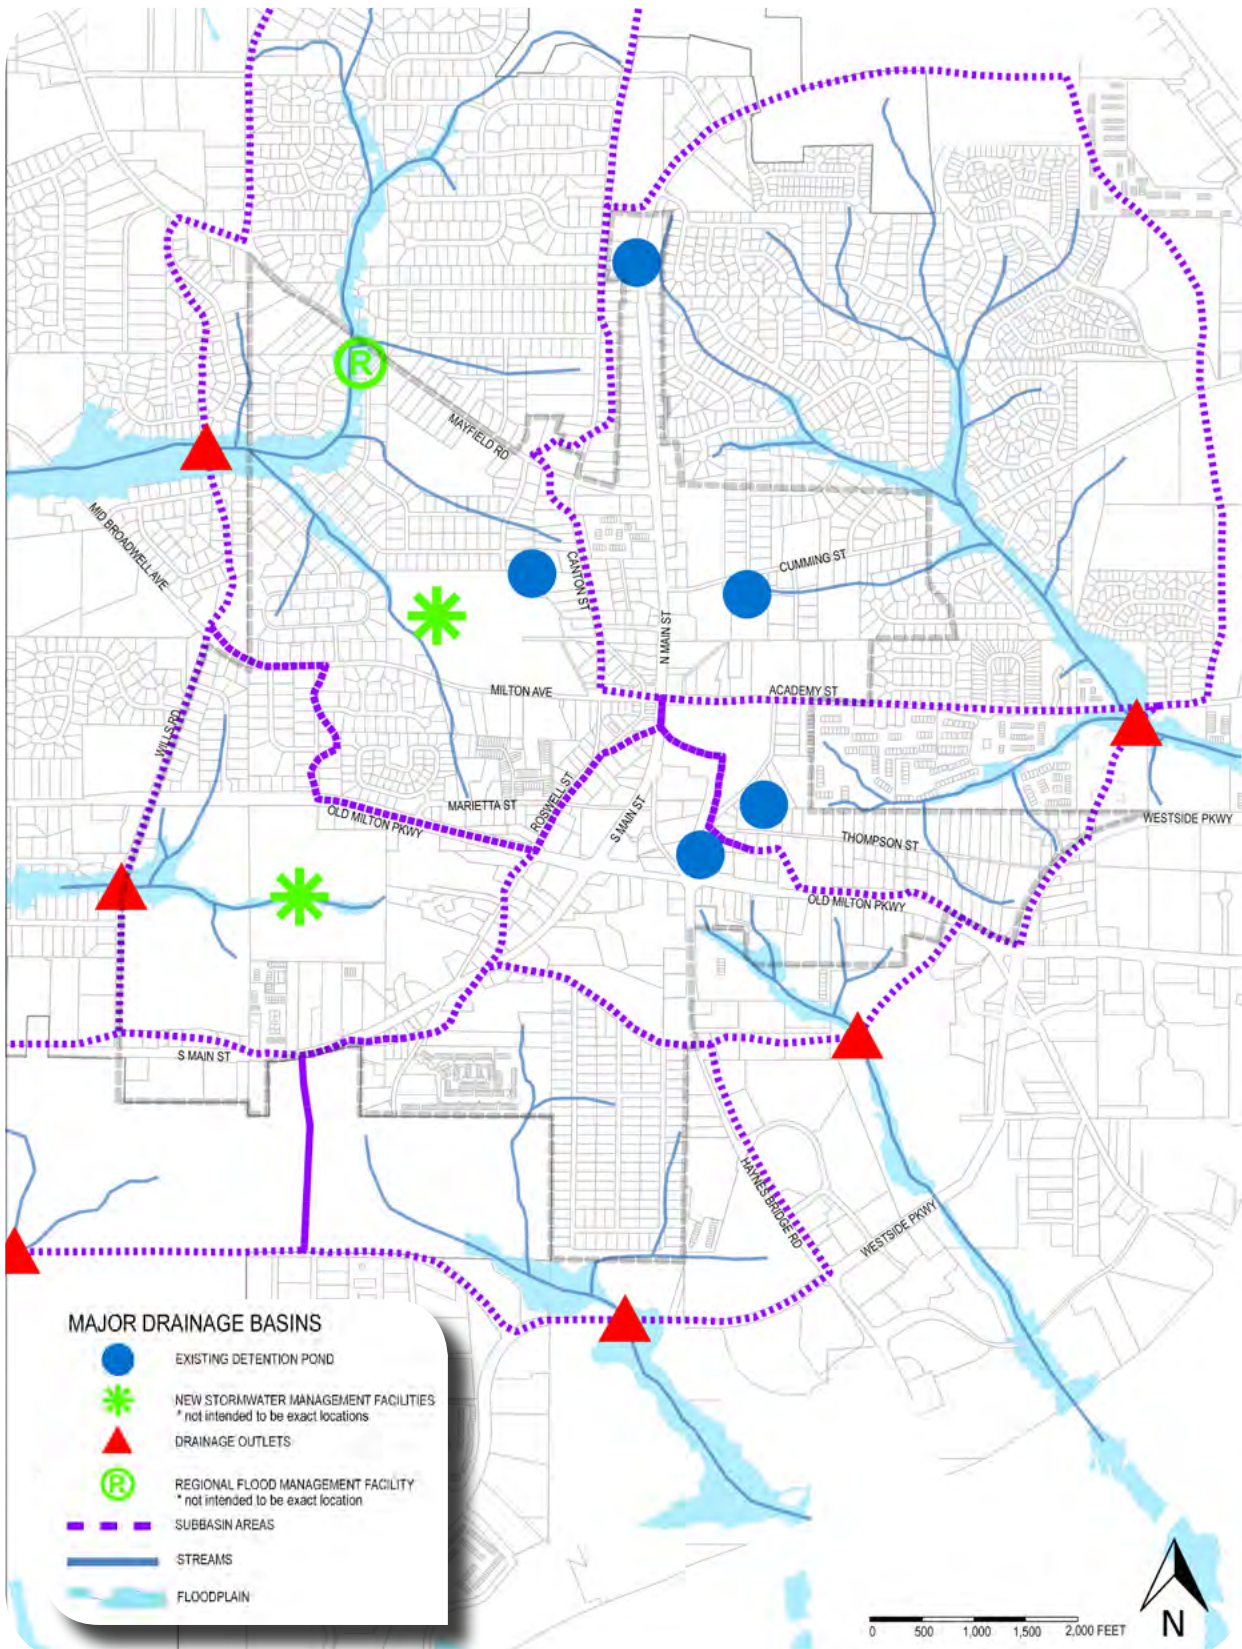 MAYFIELD RD
MID BROADWELL AVE
CANTON ST
CUMMING ST
N MAIN ST
MILTON AVE
ACADEMY ST
WILLS RD
MARIETTA ST
ROSWELL ST
OLD MILTON PKWY
S MAIN ST
THOMPSON ST
WESTSIDE PKWY
OLD MILTON PKWY
S MAIN ST
HAYNES BRIDGE RD
WESTSIDE PKWY
R
MAJOR DRAINAGE BASINS
EXISTING DETENTION POND
NEW STORMWATER MANAGEMENT FACILITIES
* not intended to be exact locations
DRAINAGE OUTLETS
R
REGIONAL FLOOD MANAGEMENT FACILITY
* not intended to be exact location
SUBBASIN AREAS
STREAMS
FLOODPLAIN
N
0 500 1,000 1,500 2,000 FEET